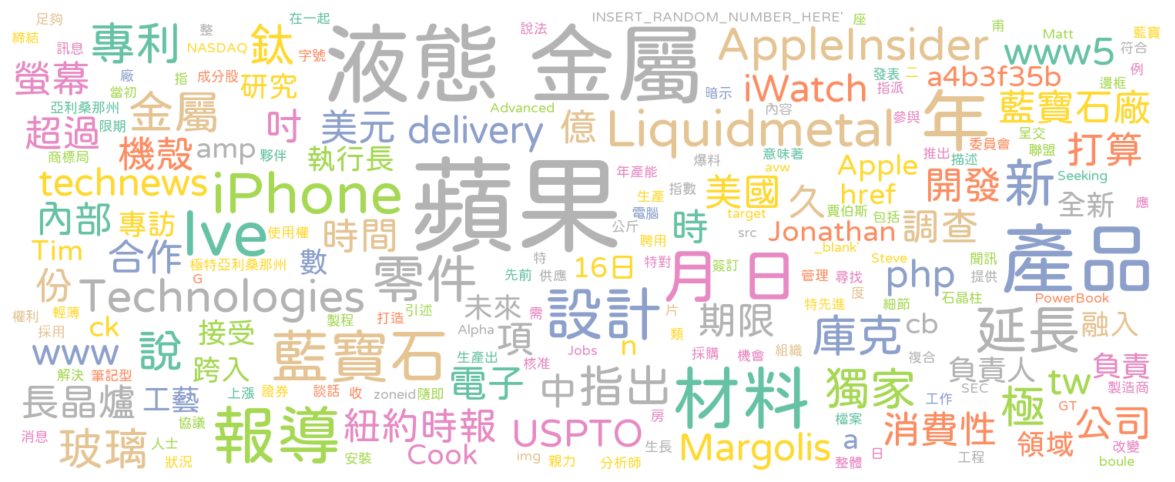 足夠 整 在一起 INSERT_RANDOM_NUMBER_HERE' 座 甫 Matt 藍寶
締結 訊息 專利 NASDAQ 鈦 字號 液態 金屬 說法 AppleInsider www5 符合
螢幕 廠 指 成分股 研究 暗示 iWatch 發表 二 指派 a4b3f35b 邊框 例
當初 亞利桑那州 金屬 Advanced 內容 藍寶石廠
超過 限期 吋 美元 delivery 億 Liquidmetal 參與 年 呈交
商標局 機殼 amp 夥伴 執行長 爆料 意味著 推出 委員會 描述 聯盟 打算
technews iPhone 蘋果 年產能 指數 avw Apple 開發 新 Seeking
內部 專訪 Ive 使用權 生產 電腦 美國 target 久 賈伯斯 href 包括 全新 應
Tim 合作 極特亞利桑那州 時間 公斤 聘用 時 src Jonathan _blank' 調查 產品
份 G 數 零件 特 先前 供應 16日 特對 月 日 簽訂 管理 Steve 尋找 php 聞訊 提供
權利 輕薄 Technologies 製程 打造 引述 未來 需 設計 片 度 特先進 細節 石晶柱 PowerBook
採用 ck 接受 Alpha 項 類 期限 庫克 cb 延長 融入
www 說 藍寶石 生產出 核准 Jobs n 採購 機會 組織 複合 負責人 負責
解決 筆記型 跨入 電子 中指出 材料 獨家 SEC tw 製造商
長晶爐 工藝 上漲 證券 談話 收 zoneid 隨即 房 檔案 工作 極 GT 公司
消息 玻璃 人士 協議 報導 紐約時報 USPTO 生長 Margolis a 消費性 領域 改變
狀況 安裝 Cook img 親力 分析師 整體 日 工程 boule